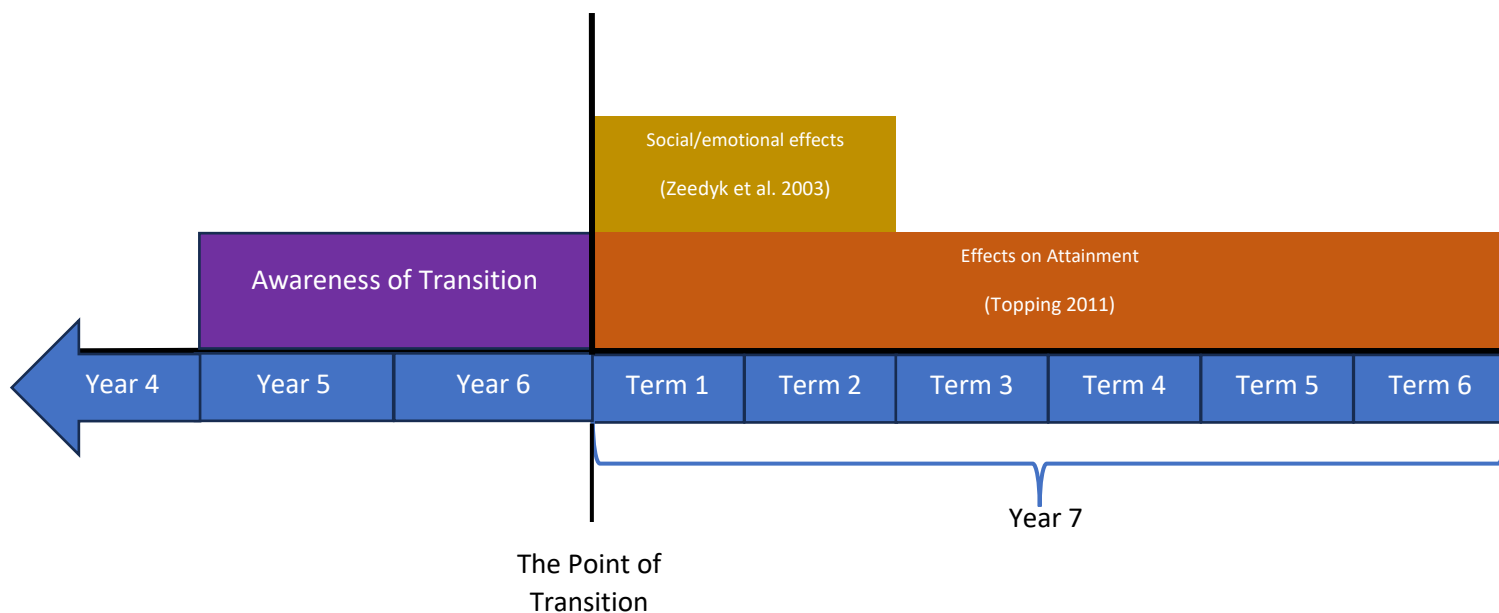 Social/emotional effects
(Zeedyk et al. 2003)
Awareness of Transition
Effects on Attainment
(Topping 2011)
Year 4
Year 5
Year 6
Term 1
Term 2
Term 3
Term 4
Term 5
Term 6
Year 7
The Point of
Transition